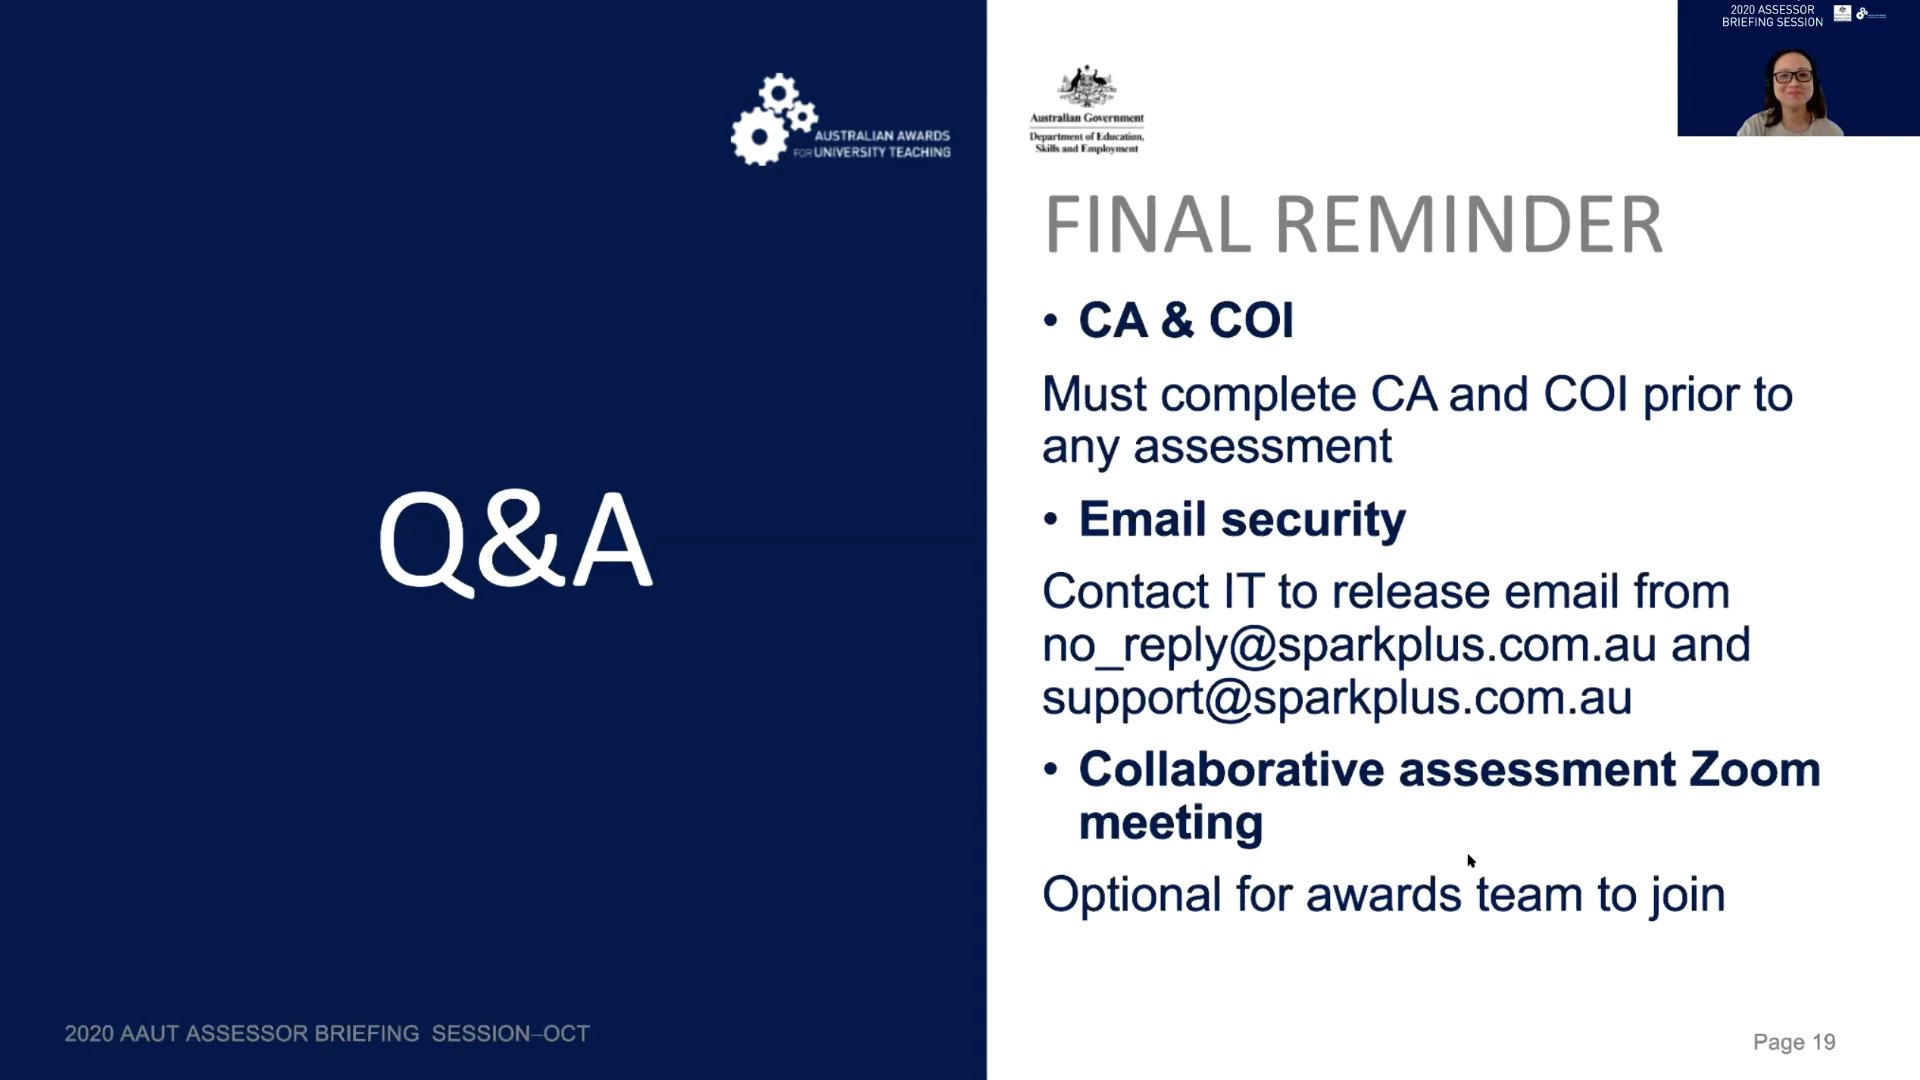 2020 ASSESSOR
BRIEFING SESSION
AUSTRALIAN AWARDS
FOR UNIVERSITY TEACHING
Australian Government
Department of Education,
Skills and Employment
FINAL REMINDER
• CA & COI
Must complete CA and COI prior to
any assessment
• Email security
Contact IT to release email from
no_reply@sparkplus.com.au and
support@sparkplus.com.au
• Collaborative assessment Zoom
meeting
Optional for awards team to join
Q&A
2020 AAUT ASSESSOR BRIEFING SESSION–OCT
Page 19